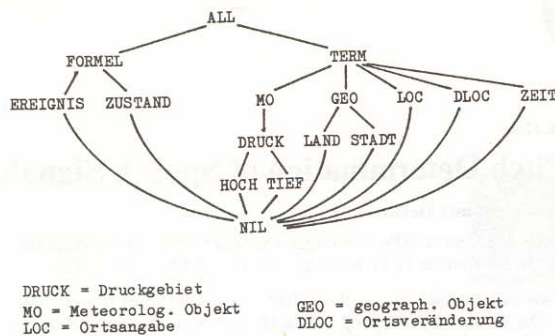 ALL
FORMEL TERM
EREIGNIS ZUSTAND MO GEO LOC DLOC ZEIT
DRUCK LAND STADT
HOCH TIEF
NIL
DRUCK = Druckgebiet
MO = Meteorolog. Objekt GEO = geograph. Objekt
LOC = Ortsangabe DLOC = Ortsveränderung